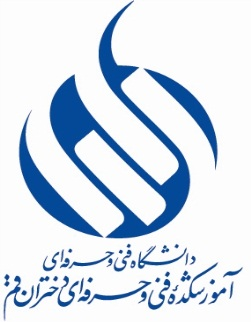 دانشگاه فنی و حرفه‌ای
آموزشکدهٔ فنی و حرفه‌ای دختران قم